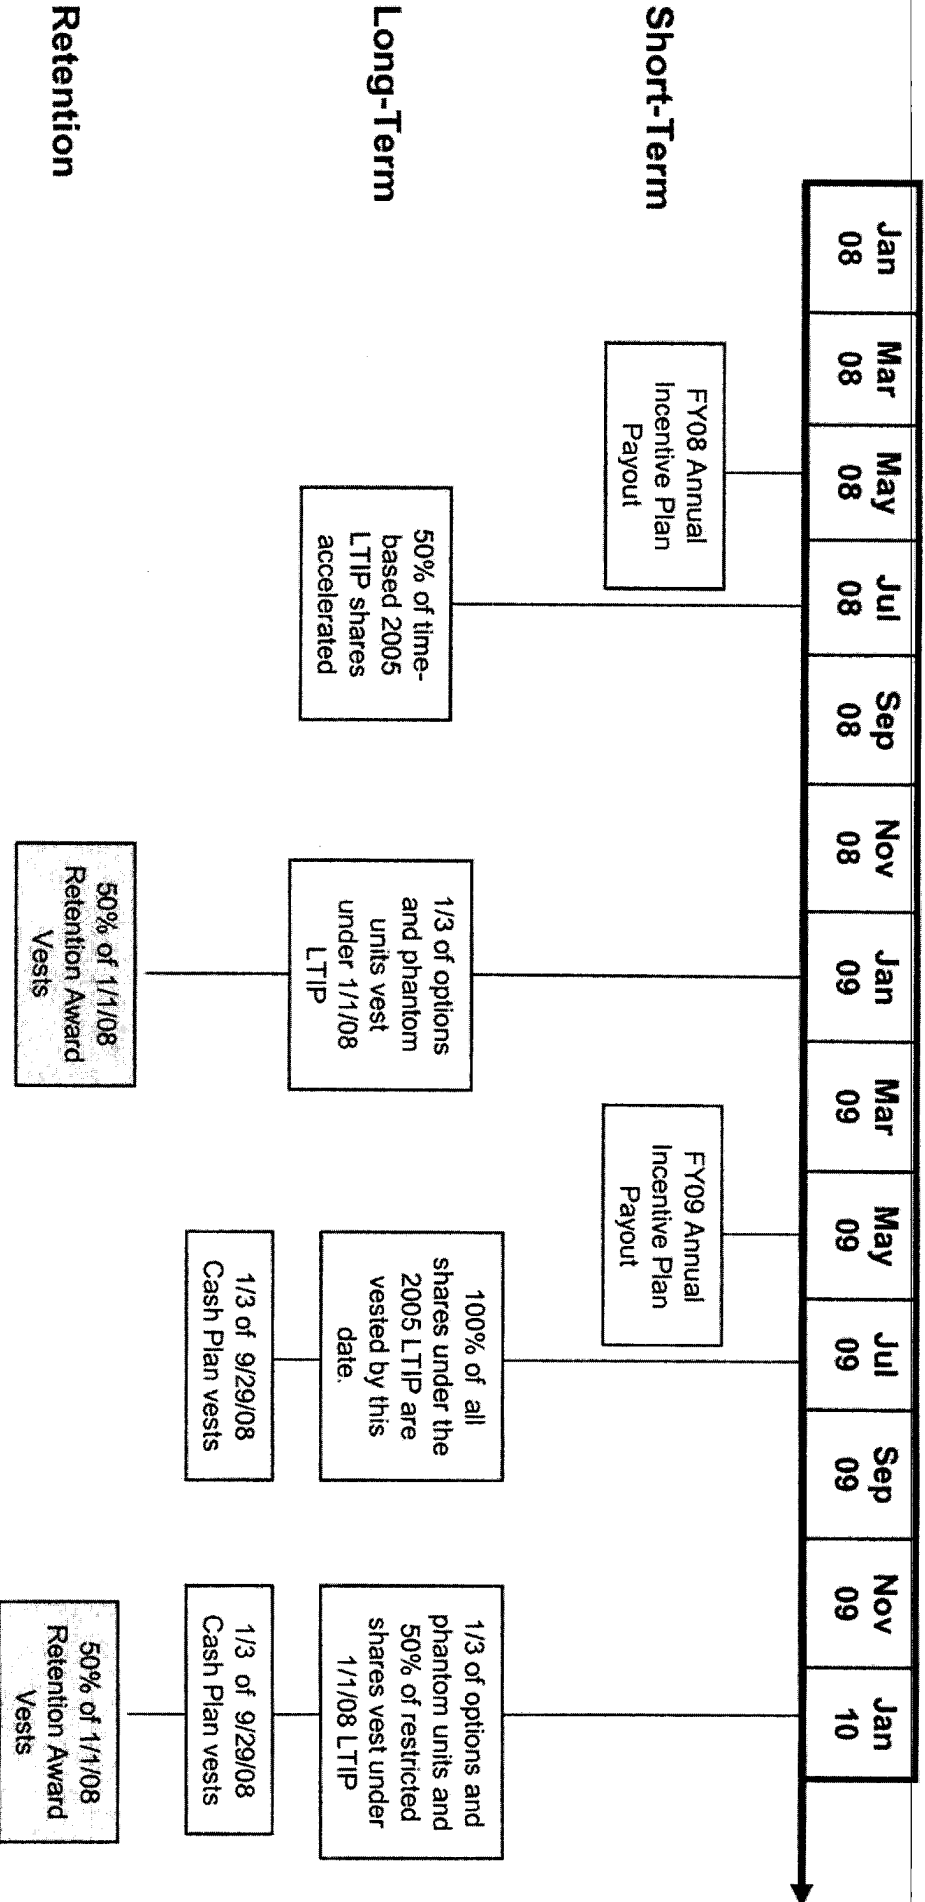 Jan
08
Mar
08
May
08
Jul
08
Sep
08
Nov
08
Jan
09
Mar
09
May
09
Jul
09
Sep
09
Nov
09
Jan
10
Short-Term
FY08 Annual
Incentive Plan
Payout
FY09 Annual
Incentive Plan
Payout
Long-Term
50% of time-
based 2005
LTIP shares
accelerated
1/3 of options
and phantom
units vest
under 1/1/08
LTIP
100% of all
shares under the
2005 LTIP are
vested by this
date.
1/3 of options and
phantom units and
50% of restricted
shares vest under
1/1/08 LTIP
1/3 of 9/29/08
Cash Plan vests
1/3 of 9/29/08
Cash Plan vests
Retention
50% of 1/1/08
Retention Award
Vests
50% of 1/1/08
Retention Award
Vests